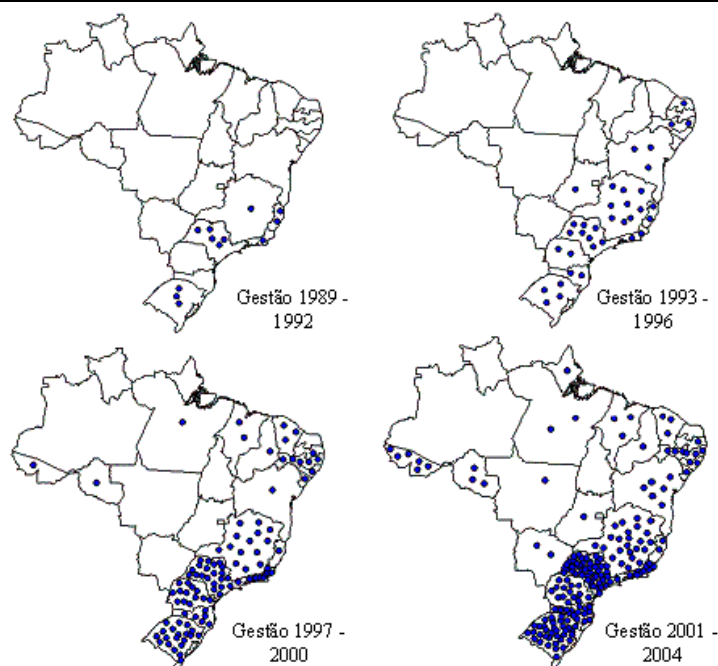 Gestão 1989 -
1992
Gestão 1993 -
1996
Gestão 1997 -
2000
Gestão 2001 -
2004